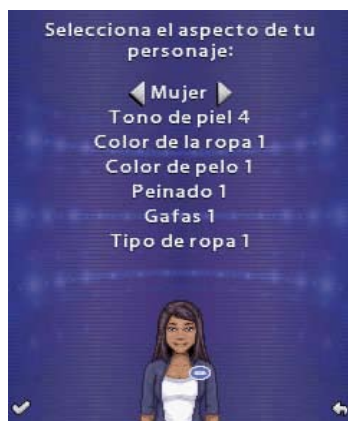 Selecciona el aspecto de tu
personaje:
Mujer
Tono de piel 4
Color de la ropa 1
Color de pelo 1
Peinado 1
Gafas 1
Tipo de ropa 1